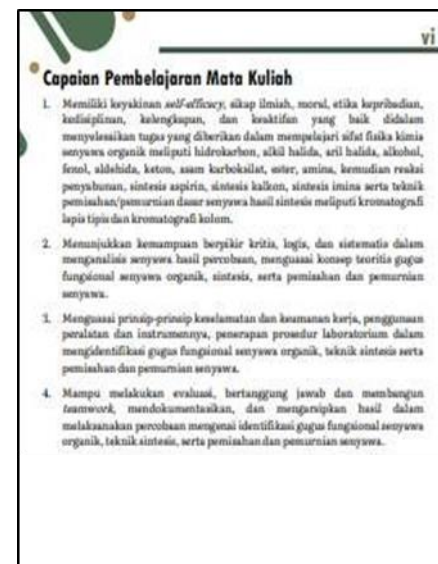 vi
Capaian Pembelajaran Mata Kuliah
1. Memiliki keyakinan self-efficacy, sikap ilmiah, moral, etika kepribadian,
kedisiplinan, kelengkapan, dan keaktifan yang baik didalam
menyelesaikan tugas yang diberikan dalam mempelajari sifat fisika kimia
senyawa organik meliputi hidrokarbon, alkil halida, aril halida, alkohol,
fenol, aldehida, keton, asam karboksilat, ester, amina, kemudian reaksi
penyabunan, sintesis aspirin, sintesis kalkon, sintesis imina serta teknik
pemisahan/pemurnian dasar senyawa hasil sintesis meliputi kromatografi
lapis tipis dan kromatografi kolom.
2. Menunjukkan kemampuan berpikir kritis, logis, dan sistematis dalam
menganalisis senyawa hasil percobaan, menguasai konsep teoritis gugus
fungsional senyawa organik, sintesis, serta pemisahan dan pemurnian
senyawa.
3. Menguasai prinsip-prinsip keselamatan dan keamanan kerja, penggunaan
peralatan dan instrumennya, penerapan prosedur laboratorium dalam
mengidentifikasi gugus fungsional senyawa organik, teknik sintesis serta
pemisahan dan pemurnian senyawa.
4. Mampu melakukan evaluasi, bertanggung jawab dan membangun
teamwork, mendokumentasikan, dan mengarsipkan hasil dalam
melaksanakan percobaan mengenai identifikasi gugus fungsional senyawa
organik, teknik sintesis, serta pemisahan dan pemurnian senyawa.